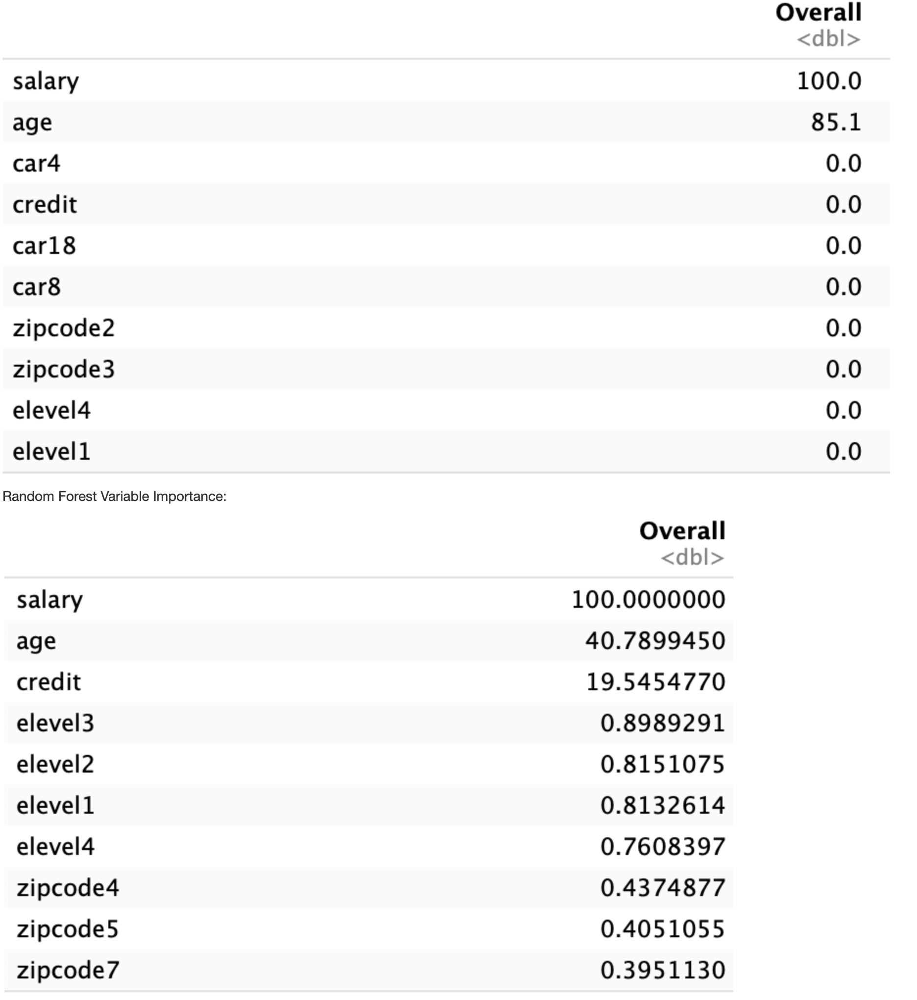 Overall
<dbl>
salary 100.0
age 85.1
car4 0.0
credit 0.0
car18 0.0
car8 0.0
zipcode2 0.0
zipcode3 0.0
elevel4 0.0
elevel1 0.0
Random Forest Variable Importance:
Overall
<dbl>
salary 100.0000000
age 40.7899450
credit 19.5454770
elevel3 0.8989291
elevel2 0.8151075
elevel1 0.8132614
elevel4 0.7608397
zipcode4 0.4374877
zipcode5 0.4051055
zipcode7 0.3951130